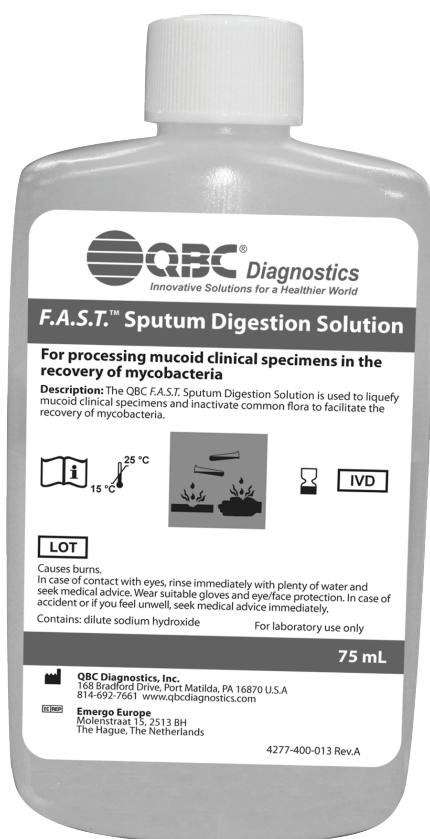 QBC® Diagnostics
Innovative Solutions for a Healthier World
F.A.S.T.™ Sputum Digestion Solution
For processing mucoid clinical specimens in the
recovery of mycobacteria
Description: The QBC F.A.S.T. Sputum Digestion Solution is used to liquefy
mucoid clinical specimens and inactivate common flora to facilitate the
recovery of mycobacteria.
i
15 °C
25 °C
IVD
LOT
Causes burns.
In case of contact with eyes, rinse immediately with plenty of water and
seek medical advice. Wear suitable gloves and eye/face protection. In case of
accident or if you feel unwell, seek medical advice immediately.
Contains: dilute sodium hydroxide
For laboratory use only
75 mL
QBC Diagnostics, Inc.
168 Bradford Drive, Port Matilda, PA 16870 U.S.A
814-692-7661 www.qbcdiagnostics.com
EC REP
Emergo Europe
Molenstraat 15, 2513 BH
The Hague, The Netherlands
4277-400-013 Rev.A